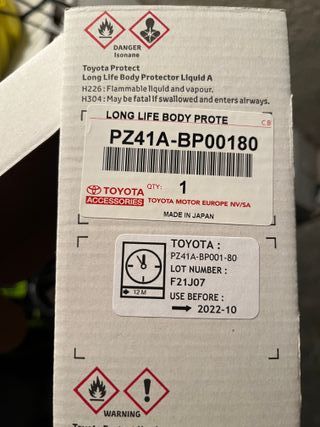 DANGER
Isonane
Toyota Protect
Long Life Body Protector Liquid A
H226 : Flammable liquid and vapour.
H304 : May be fatal if swallowed and enters airways.
LONG LIFE BODY PROTE
C B
PZ41A-BP00180
TOYOTA
ACCESSORIES
QTY: 1
TOYOTA MOTOR EUROPE NV/SA
MADE IN JAPAN
TOYOTA :
PZ41A-BP001-80
LOT NUMBER :
F21J07
USE BEFORE :
2022-10
12 M
WARNING